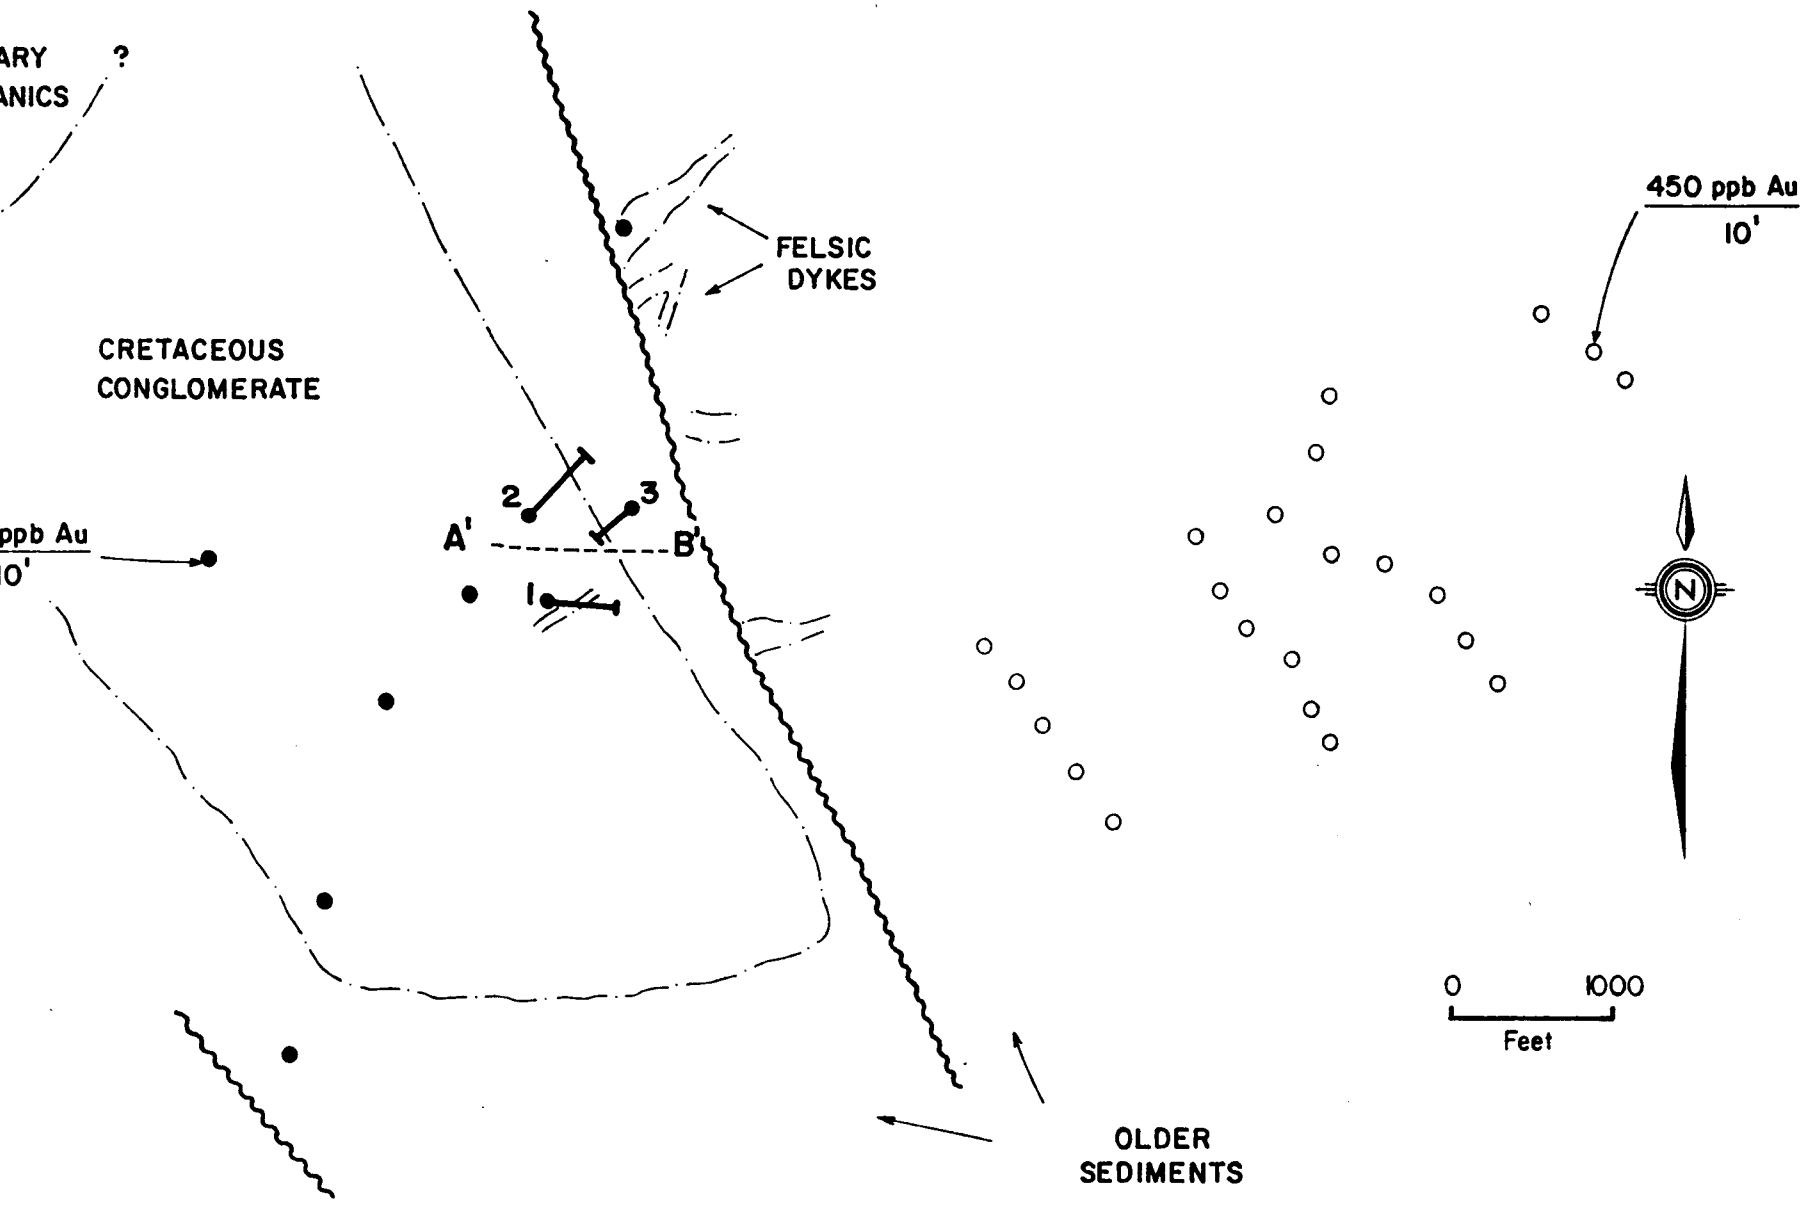 ARY ?
ANICS
450 ppb Au
10'
FELSIC
DYKES
CRETACEOUS
CONGLOMERATE
2
3
A'
B'
ppb Au
10'
1
N
0 1000
Feet
OLDER
SEDIMENTS